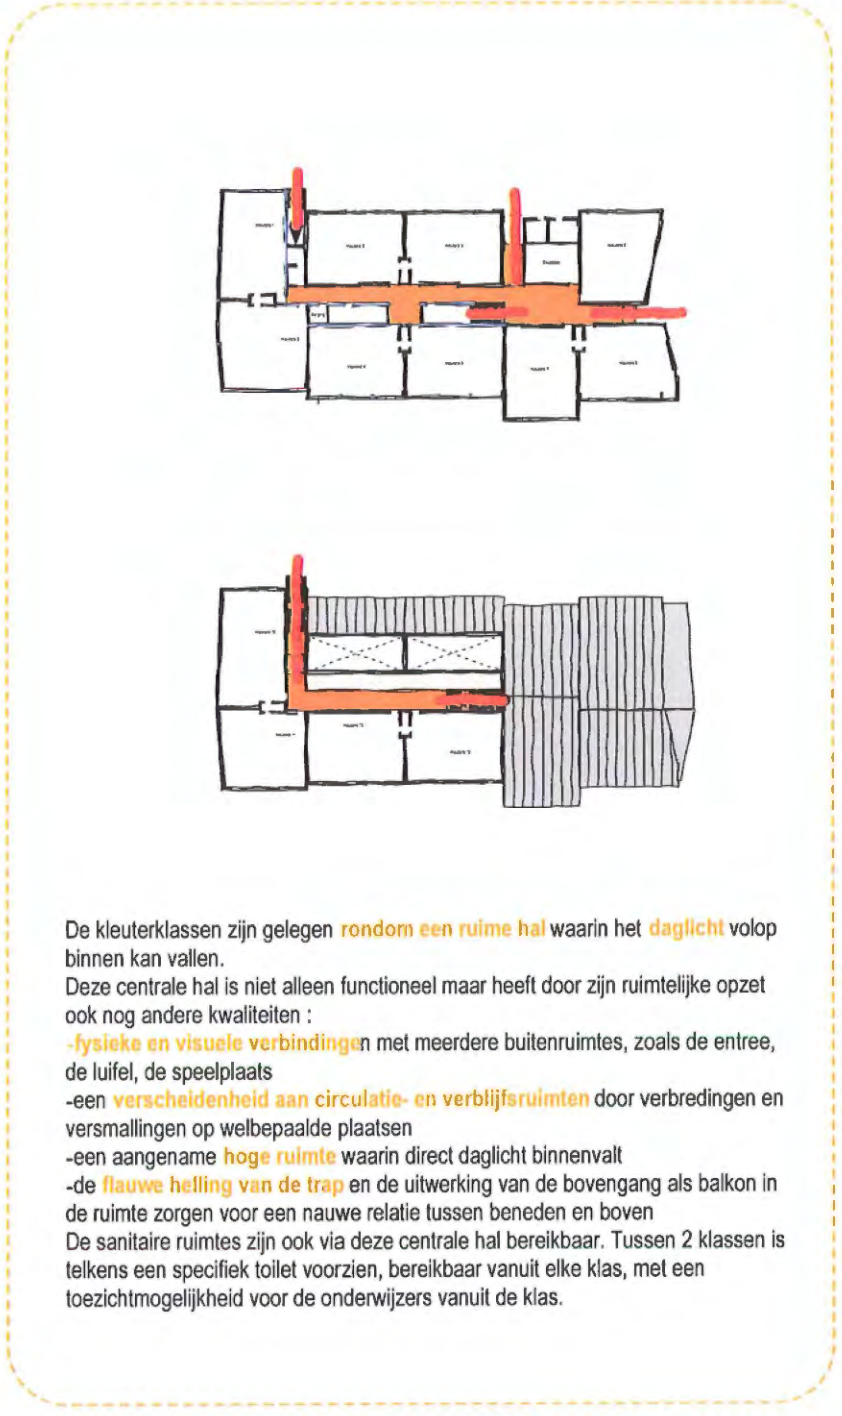 De kleuterklassen zijn gelegen rondom een ruime hal waarin het daglicht volop
binnen kan vallen.
Deze centrale hal is niet alleen functioneel maar heeft door zijn ruimtelijke opzet
ook nog andere kwaliteiten :
-fysieke en visuele verbindingen met meerdere buitenruimtes, zoals de entree,
de luifel, de speelplaats
-een verscheidenheid aan circulatie- en verblijfsruimten door verbredingen en
versmallingen op welbepaalde plaatsen
-een aangename hoge ruimte waarin direct daglicht binnenvalt
-de flauwe helling van de trap en de uitwerking van de bovengang als balkon in
de ruimte zorgen voor een nauwe relatie tussen beneden en boven
De sanitaire ruimtes zijn ook via deze centrale hal bereikbaar. Tussen 2 klassen is
telkens een specifiek toilet voorzien, bereikbaar vanuit elke klas, met een
toezichtmogelijkheid voor de onderwijzers vanuit de klas.